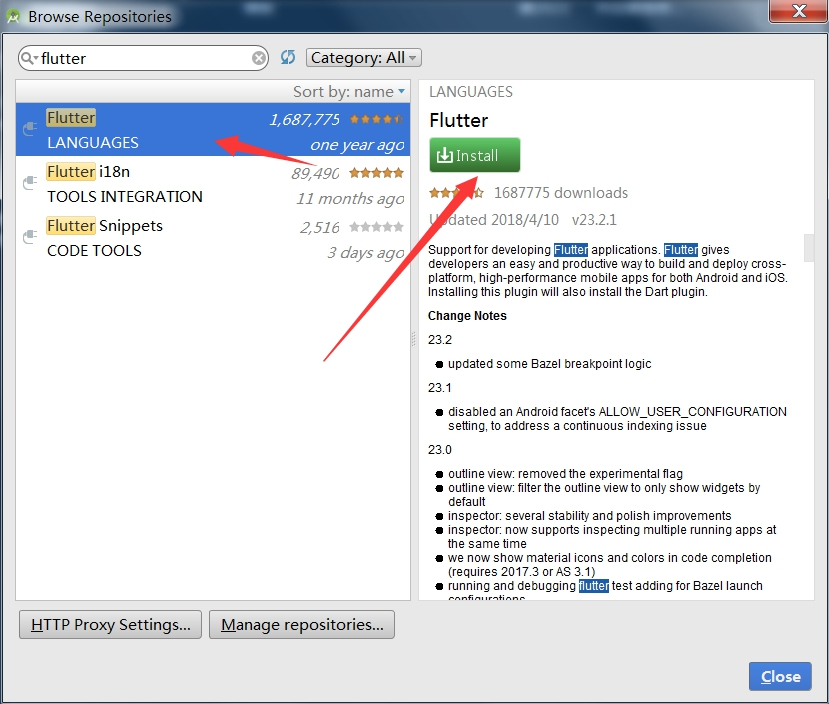 Browse Repositories
flutter
Category: All
Sort by: name
Flutter 1,687,775
LANGUAGES one year ago
Flutter i18n 89,490
TOOLS INTEGRATION 11 months ago
Flutter Snippets 2,516
CODE TOOLS 3 days ago
LANGUAGES
Flutter
Install
1687775 downloads
Updated 2018/4/10 v23.2.1
Support for developing Flutter applications. Flutter gives
developers an easy and productive way to build and deploy cross-
platform, high-performance mobile apps for both Android and iOS.
Installing this plugin will also install the Dart plugin.
Change Notes
23.2
● updated some Bazel breakpoint logic
23.1
● disabled an Android facet's ALLOW_USER_CONFIGURATION
setting, to address a continuous indexing issue
23.0
● outline view: removed the experimental flag
● outline view: filter the outline view to only show widgets by
default
● inspector: several stability and polish improvements
● inspector: now supports inspecting multiple running apps at
the same time
● we now show material icons and colors in code completion
(requires 2017.3 or AS 3.1)
● running and debugging flutter test adding for Bazel launch
configurations
HTTP Proxy Settings...
Manage repositories...
Close